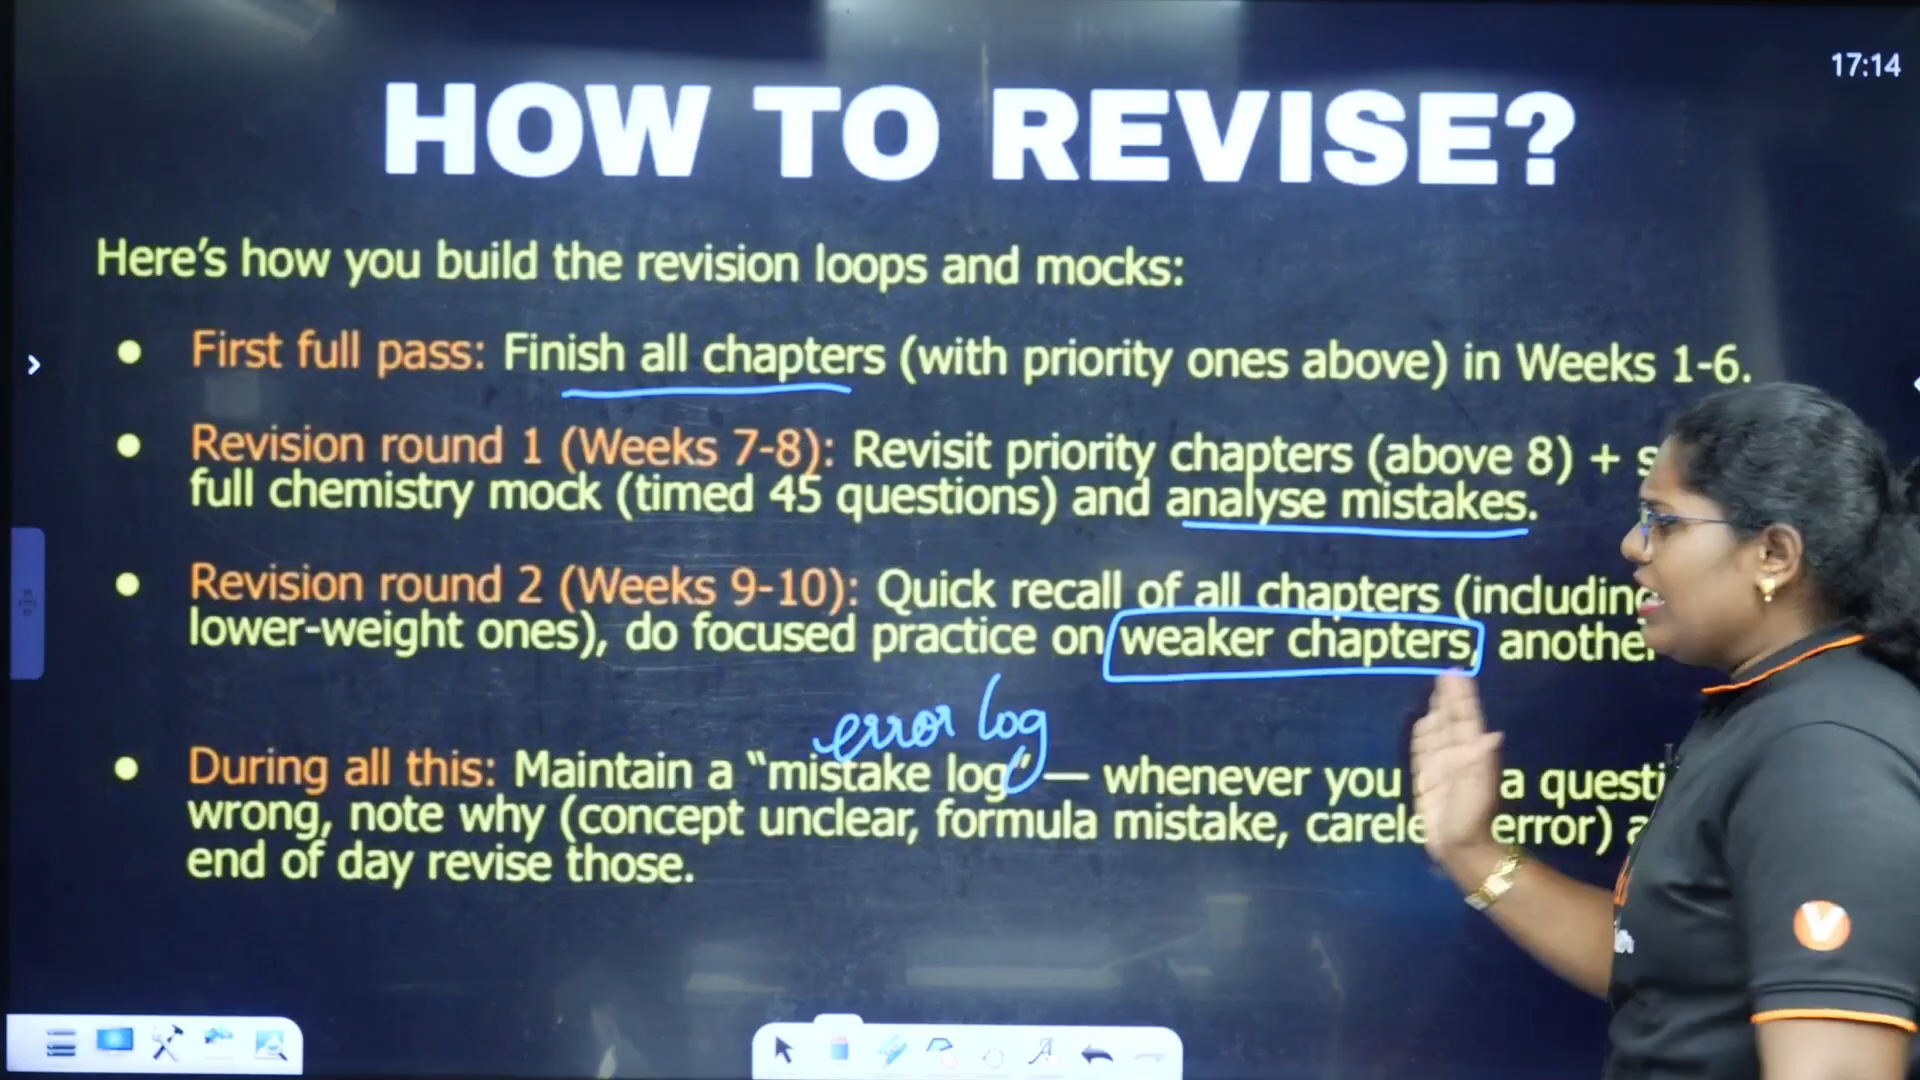 17:14
HOW TO REVISE?
Here's how you build the revision loops and mocks:
• First full pass: Finish all chapters (with priority ones above) in Weeks 1-6.
• Revision round 1 (Weeks 7-8): Revisit priority chapters (above 8) +
full chemistry mock (timed 45 questions) and analyse mistakes.
• Revision round 2 (Weeks 9-10): Quick recall of all chapters (including
lower-weight ones), do focused practice on weaker chapters, another
error log
• During all this: Maintain a "mistake log" — whenever you a
wrong, note why (concept unclear, formula mistake, error)
end of day revise those.
V